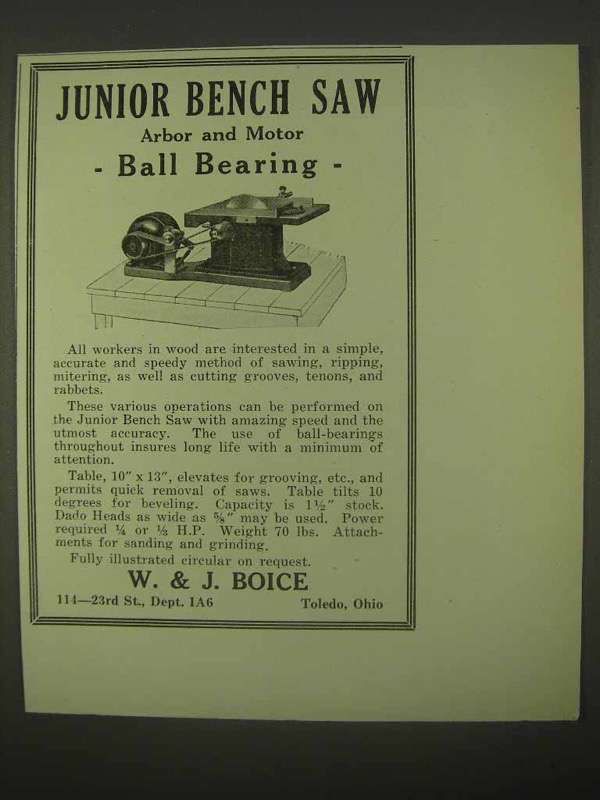 JUNIOR BENCH SAW
Arbor and Motor
- Ball Bearing -
All workers in wood are interested in a simple,
accurate and speedy method of sawing, ripping,
mitering, as well as cutting grooves, tenons, and
rabbets.
These various operations can be performed on
the Junior Bench Saw with amazing speed and the
utmost accuracy. The use of ball-bearings
throughout insures long life with a minimum of
attention.
Table, 10" x 13", elevates for grooving, etc., and
permits quick removal of saws. Table tilts 10
degrees for beveling. Capacity is 1½" stock.
Dado Heads as wide as ⅝" may be used. Power
required ¼ or ⅓ H.P. Weight 70 lbs. Attach-
ments for sanding and grinding.
Fully illustrated circular on request.
W. & J. BOICE
114—23rd St., Dept. 1A6 Toledo, Ohio